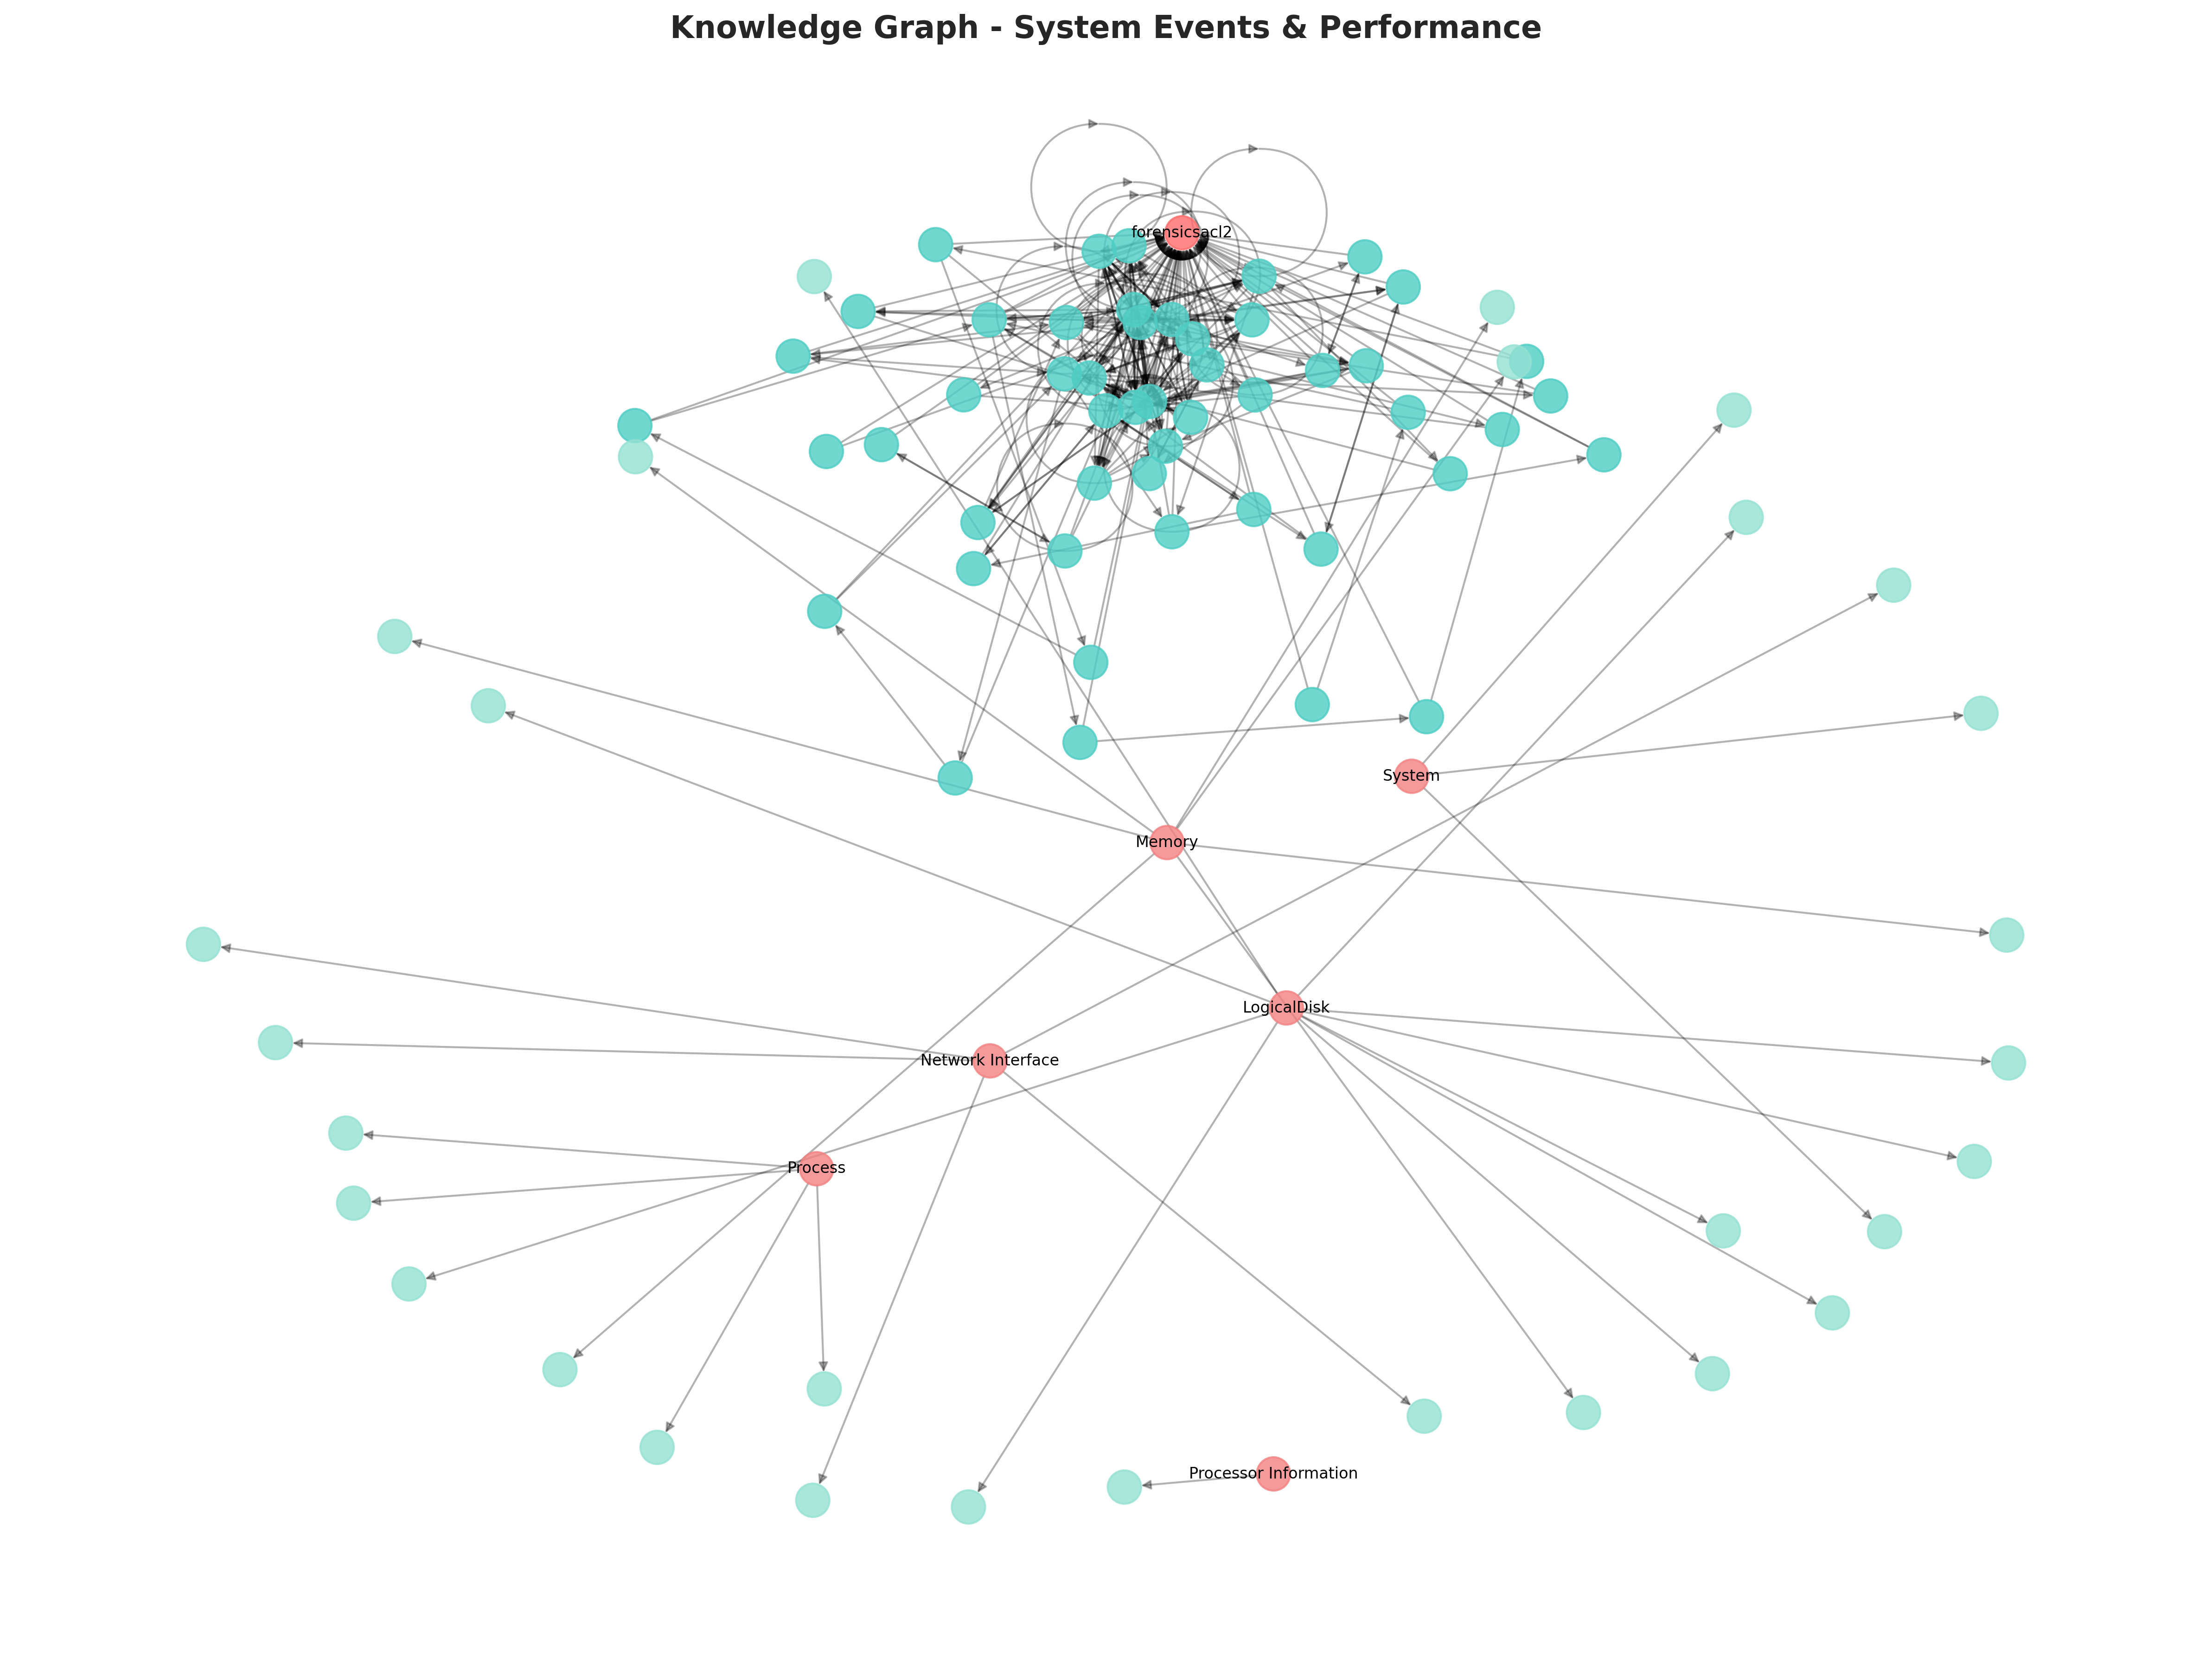 Knowledge Graph - System Events & Performance
forensicsacl2
System
Memory
LogicalDisk
Network Interface
Process
Processor Information